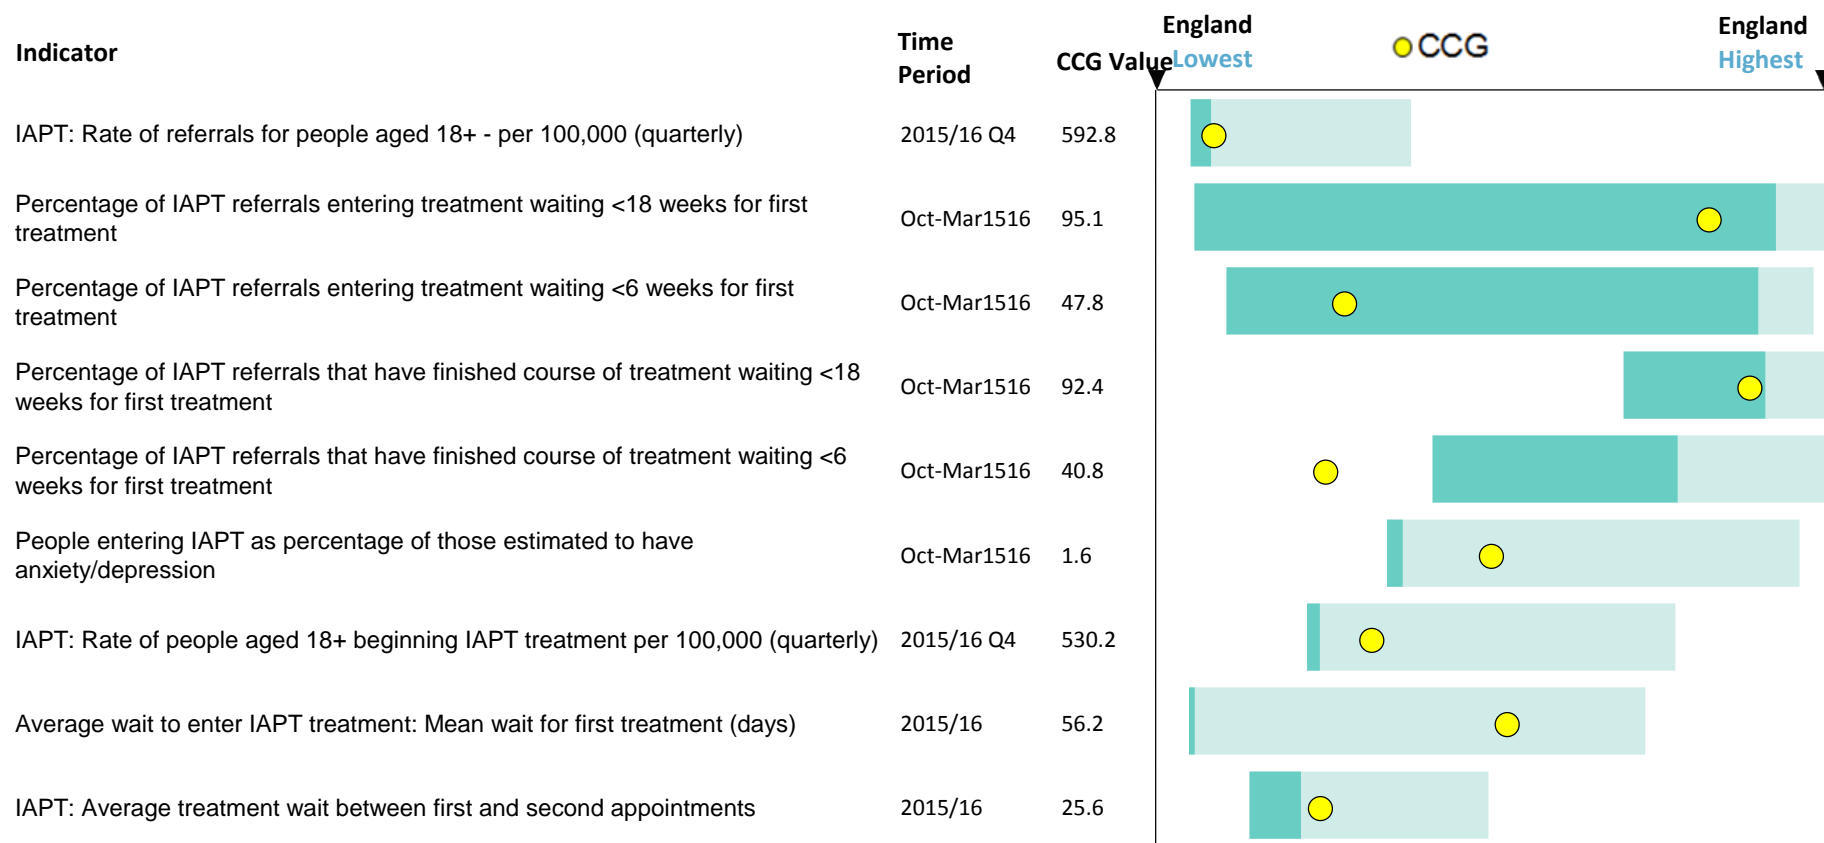 Indicator
Time
Period
CCG Value
England
Lowest
CCG
England
Highest
IAPT: Rate of referrals for people aged 18+ - per 100,000 (quarterly) 2015/16 Q4 592.8
Percentage of IAPT referrals entering treatment waiting <18 weeks for first
treatment
Oct-Mar1516 95.1
Percentage of IAPT referrals entering treatment waiting <6 weeks for first
treatment
Oct-Mar1516 47.8
Percentage of IAPT referrals that have finished course of treatment waiting <18
weeks for first treatment
Oct-Mar1516 92.4
Percentage of IAPT referrals that have finished course of treatment waiting <6
weeks for first treatment
Oct-Mar1516 40.8
People entering IAPT as percentage of those estimated to have
anxiety/depression
Oct-Mar1516 1.6
IAPT: Rate of people aged 18+ beginning IAPT treatment per 100,000 (quarterly) 2015/16 Q4 530.2
Average wait to enter IAPT treatment: Mean wait for first treatment (days) 2015/16 56.2
IAPT: Average treatment wait between first and second appointments 2015/16 25.6